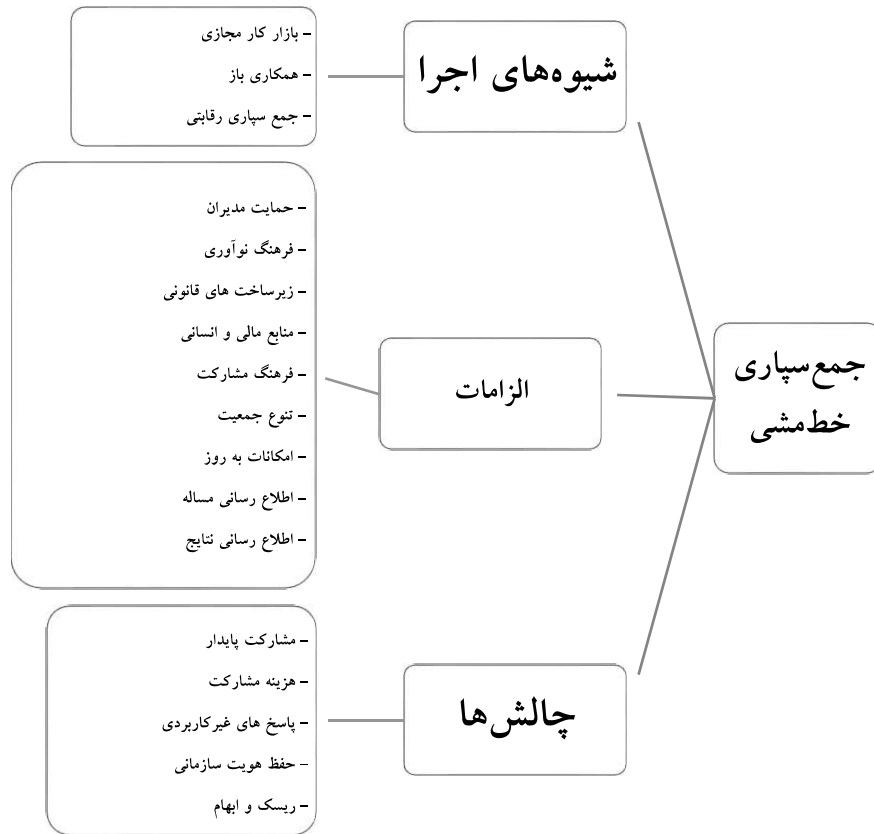 جمع‌سپاری
خط‌مشی
شیوه‌های اجرا
– بازار کار مجازی
– همکاری باز
– جمع سپاری رقابتی
الزامات
– حمایت مدیران
– فرهنگ نوآوری
– زیرساخت های قانونی
– منابع مالی و انسانی
– فرهنگ مشارکت
– تنوع جمعیت
– امکانات به روز
– اطلاع رسانی مساله
– اطلاع رسانی نتایج
چالش‌ها
– مشارکت پایدار
– هزینه مشارکت
– پاسخ های غیرکاربردی
– حفظ هویت سازمانی
– ریسک و ابهام